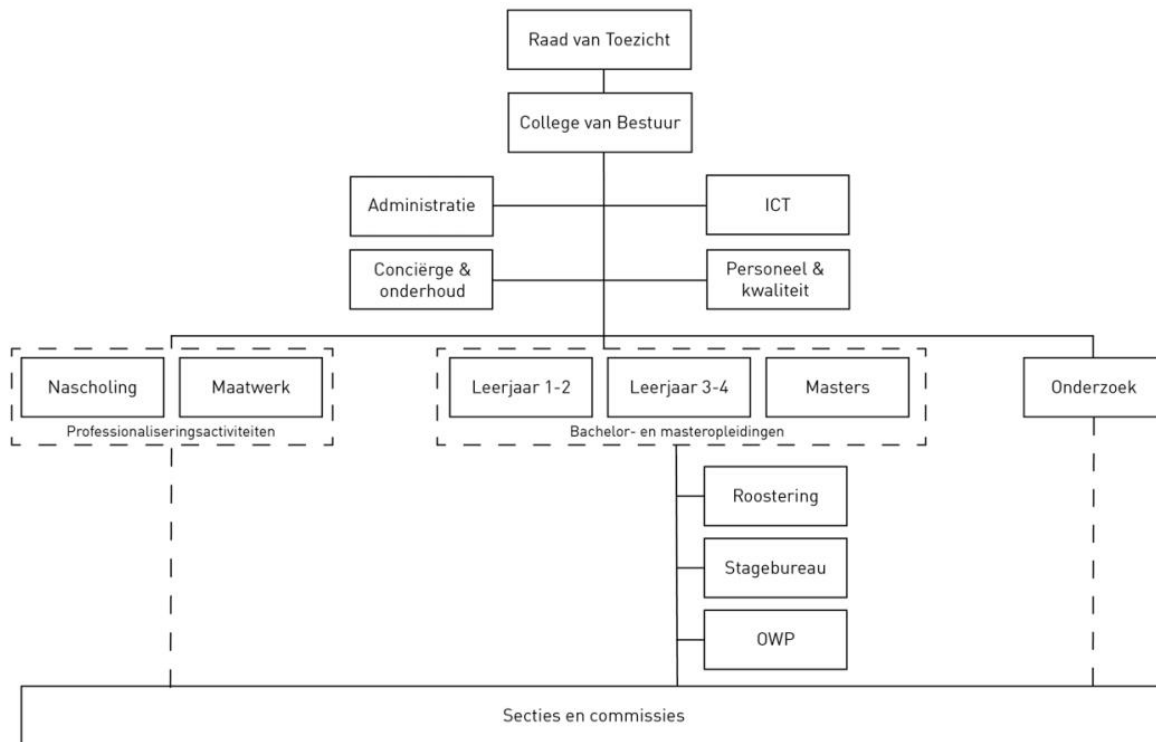 Raad van Toezicht
College van Bestuur
Administratie
ICT
Conciërge &
onderhoud
Personeel &
kwaliteit
Nascholing
Maatwerk
Professionaliseringsactiviteiten
Leerjaar 1-2
Leerjaar 3-4
Masters
Bachelor- en masteropleidingen
Onderzoek
Roostering
Stagebureau
OWP
Secties en commissies